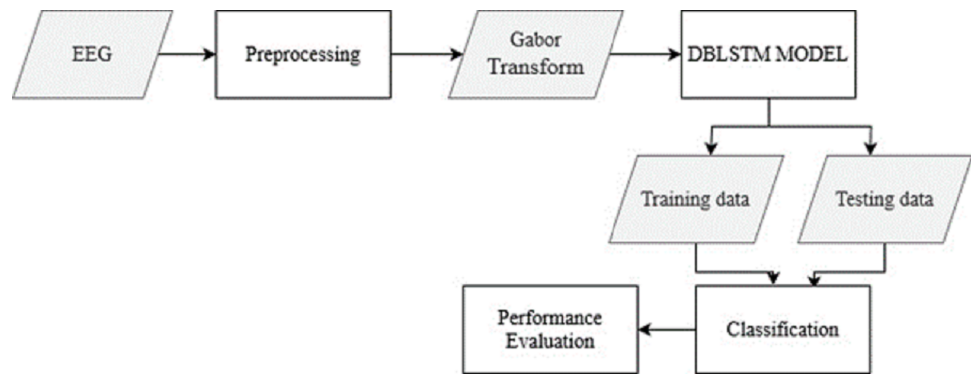 EEG
Preprocessing
Gabor
Transform
DBLSTM MODEL
Training data
Testing data
Performance
Evaluation
Classification